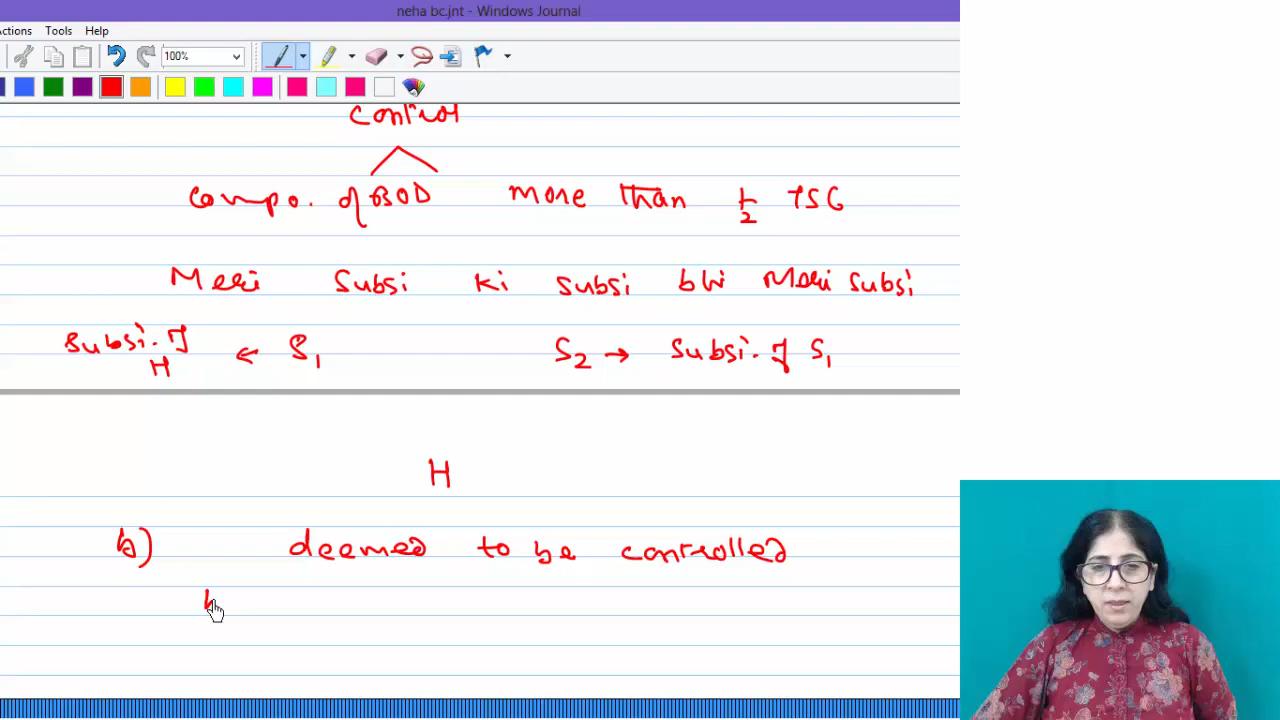 neha bc.jnt - Windows Journal
Actions Tools Help
100%
Control
Compo. of BOD more than 1/2 TSC
Meri Subsi ki subsi bhi Meri subsi
Subsi. of H ← S1 S2 → Subsi. of S1
H
b) deemed to be controlled